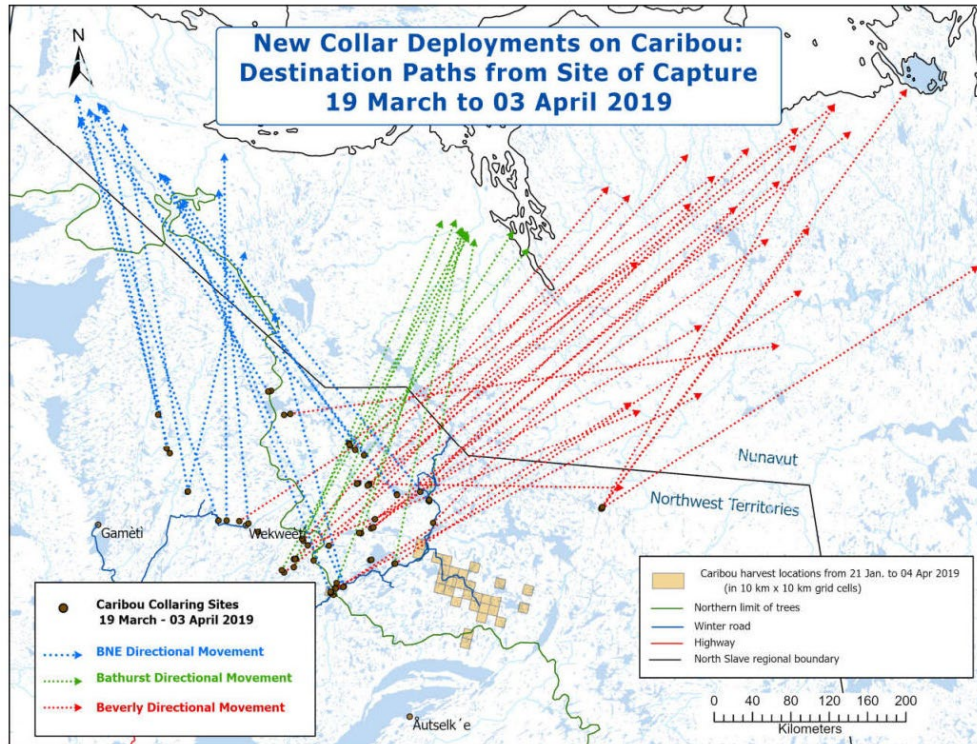 N
New Collar Deployments on Caribou:
Destination Paths from Site of Capture
19 March to 03 April 2019
Nunavut
Northwest Territories
Gamètì
Wekweètì
Åutselk´e
Caribou Collaring Sites
19 March - 03 April 2019
BNE Directional Movement
Bathurst Directional Movement
Beverly Directional Movement
Caribou harvest locations from 21 Jan. to 04 Apr 2019
(in 10 km x 10 km grid cells)
Northern limit of trees
Winter road
Highway
North Slave regional boundary
0 40 80 120 160 200
Kilometers